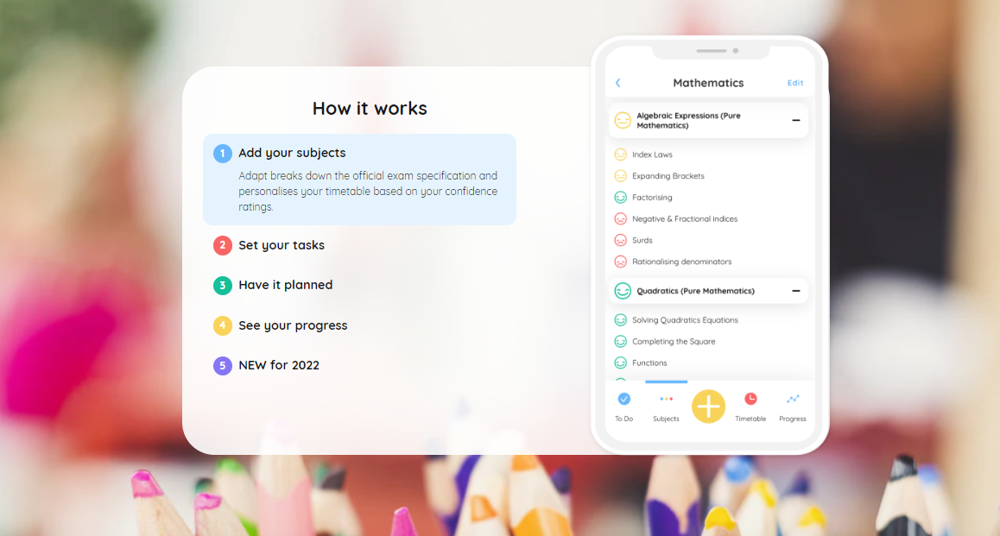 How it works
1 Add your subjects
Adapt breaks down the official exam specification and
personalises your timetable based on your confidence
ratings.
2 Set your tasks
3 Have it planned
4 See your progress
5 NEW for 2022
Mathematics
Edit
Algebraic Expressions (Pure
Mathematics)
Index Laws
Expanding Brackets
Factorising
Negative & Fractional indices
Surds
Rationalising denominators
Quadratics (Pure Mathematics)
Solving Quadratics Equations
Completing the Square
Functions
To Do
Subjects
Timetable
Progress